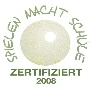 SPIELEN MACHT SCHULE
ZERTIFIZIERT
2008